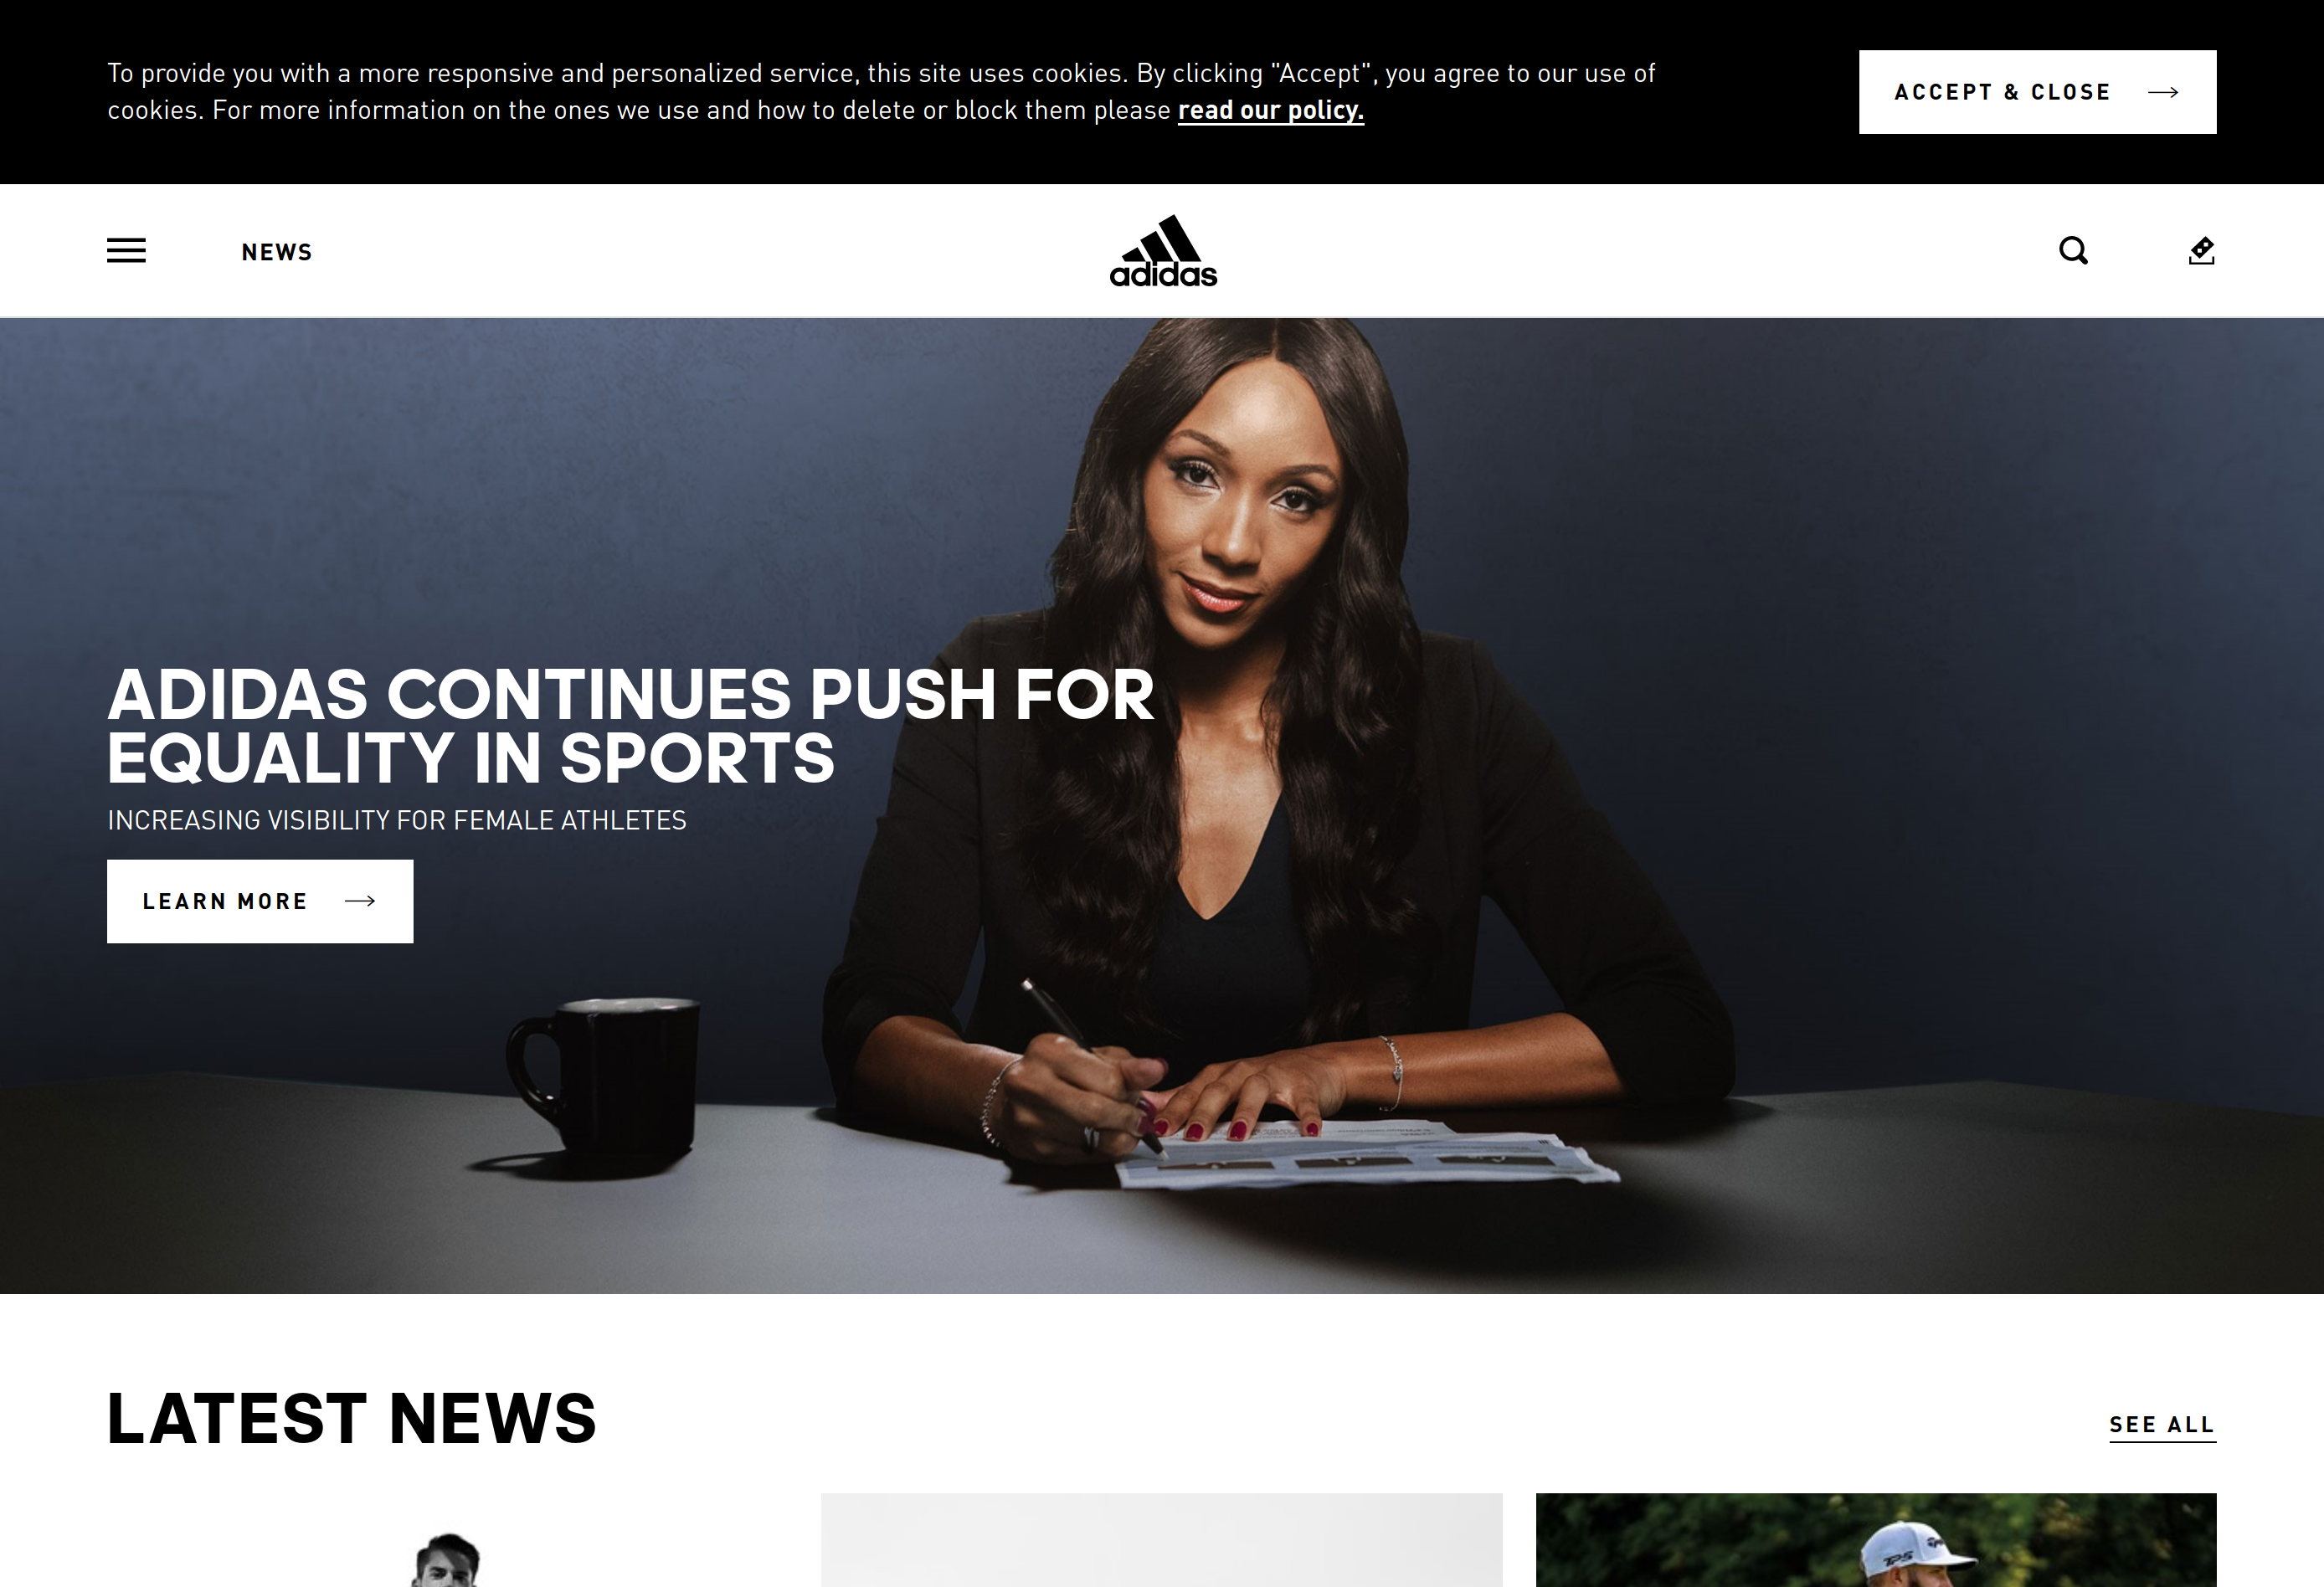 To provide you with a more responsive and personalized service, this site uses cookies. By clicking "Accept", you agree to our use of
cookies. For more information on the ones we use and how to delete or block them please read our policy.
ACCEPT & CLOSE
NEWS
adidas
ADIDAS CONTINUES PUSH FOR
EQUALITY IN SPORTS
INCREASING VISIBILITY FOR FEMALE ATHLETES
LEARN MORE
LATEST NEWS
SEE ALL
TP5